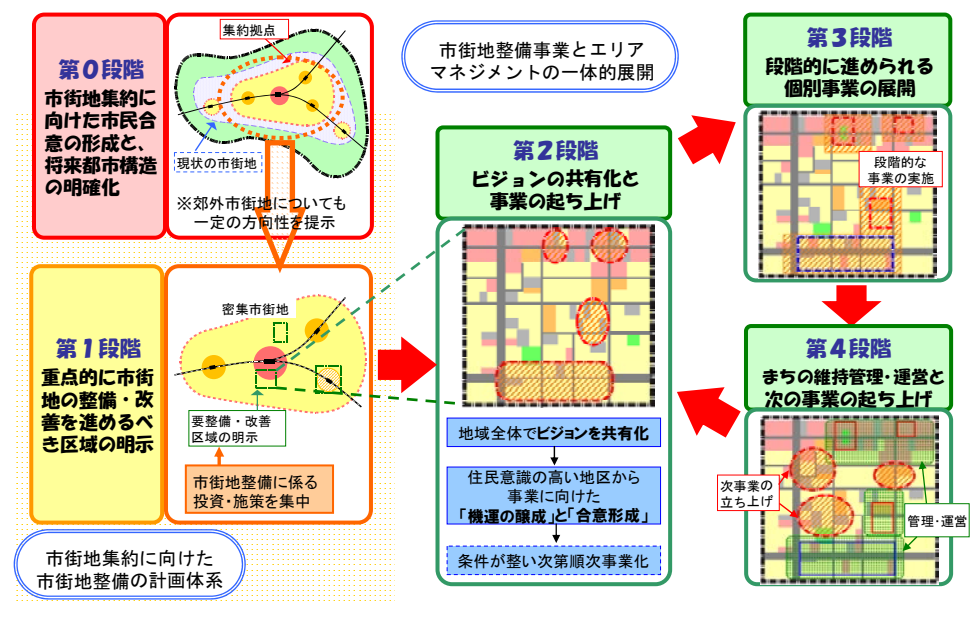 第0段階
市街地集約に
向けた市民合
意の形成と、
将来都市構造
の明確化
集約拠点
現状の市街地
※郊外市街地についても
一定の方向性を提示
第1段階
重点的に市街
地の整備・改
善を進めるべ
き区域の明示
密集市街地
要整備・改善
区域の明示
市街地整備に係る
投資・施策を集中
市街地集約に向けた
市街地整備の計画体系
市街地整備事業とエリア
マネジメントの一体的展開
第2段階
ビジョンの共有化と
事業の起ち上げ
地域全体でビジョンを共有化
住民意識の高い地区から
事業に向けた
「機運の醸成」と「合意形成」
条件が整い次第順次事業化
第3段階
段階的に進められる
個別事業の展開
段階的な
事業の実施
第4段階
まちの維持管理・運営と
次の事業の起ち上げ
次事業の
立ち上げ
管理・運営